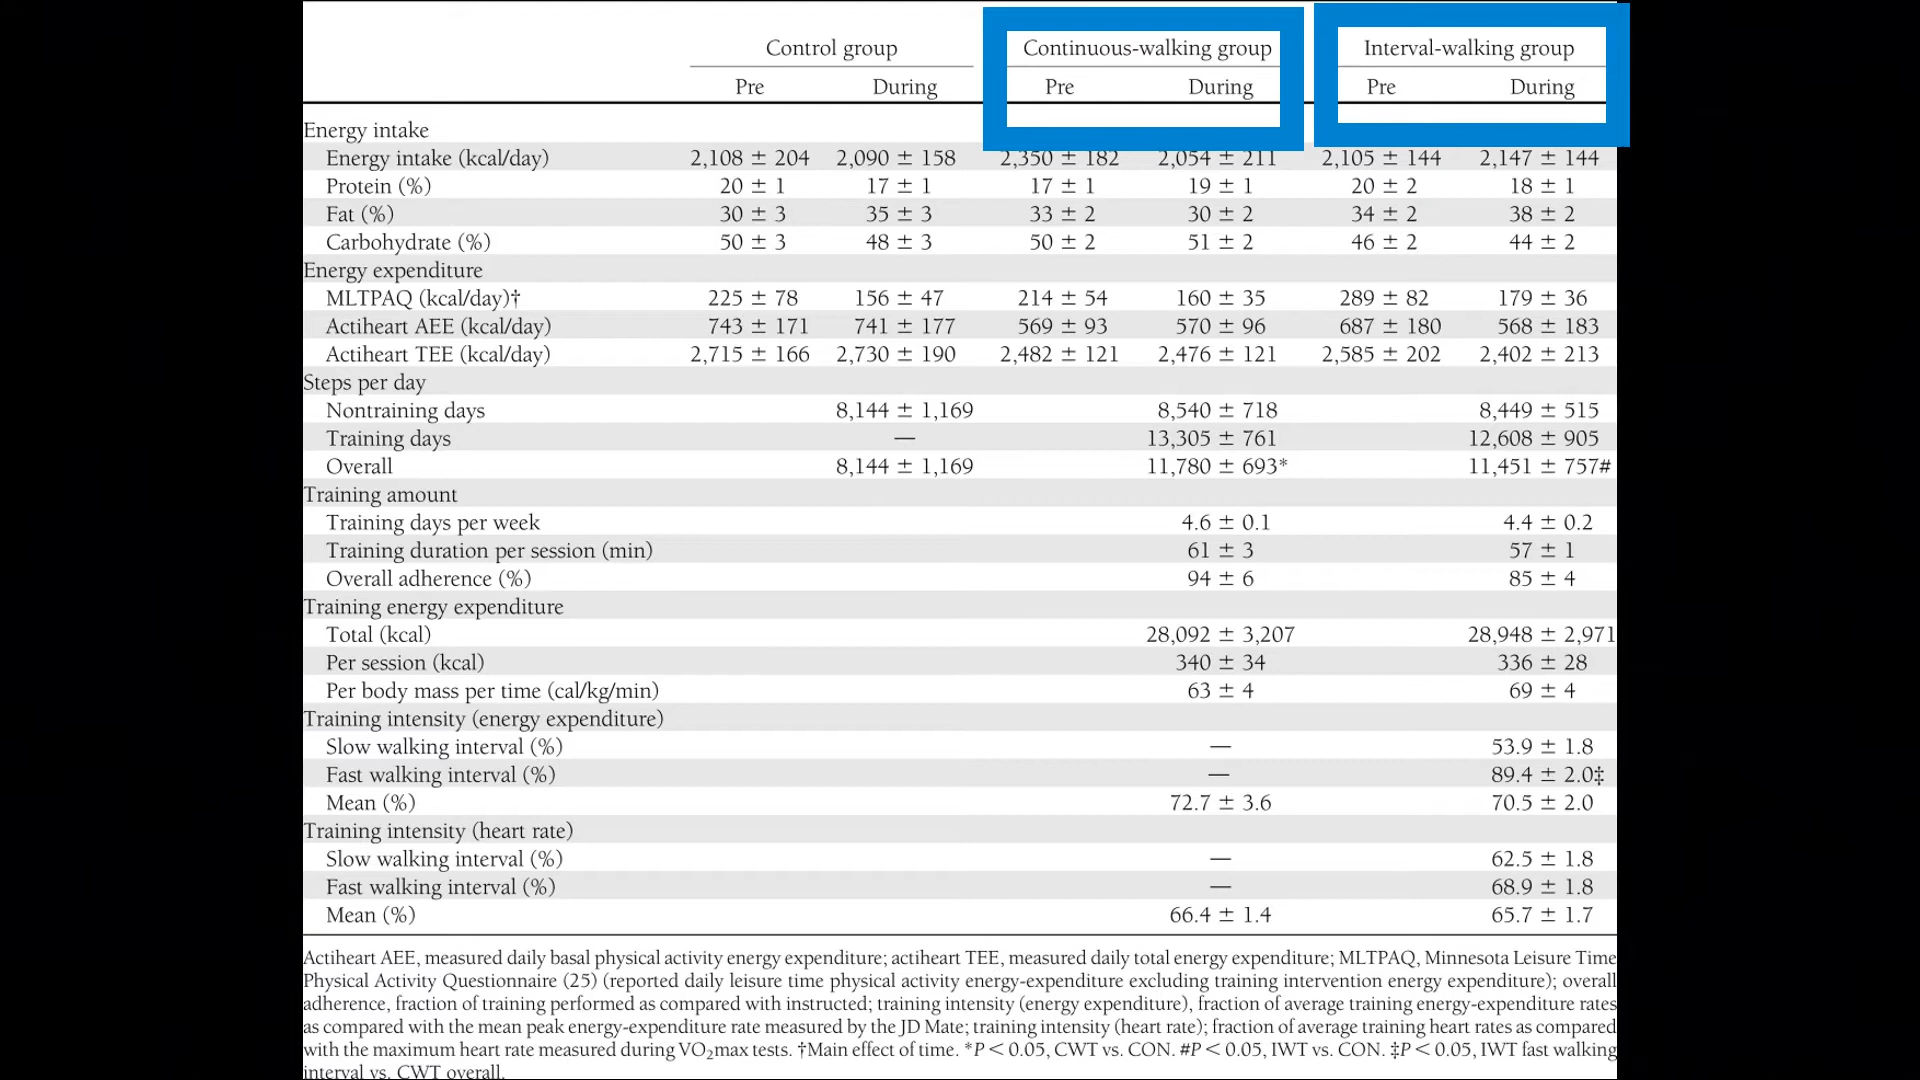 Control group Continuous-walking group Interval-walking group
Pre During Pre During Pre During
Energy intake
Energy intake (kcal/day) 2,108 ± 204 2,090 ± 158 2,350 ± 182 2,054 ± 211 2,105 ± 144 2,147 ± 144
Protein (%) 20 ± 1 17 ± 1 17 ± 1 19 ± 1 20 ± 2 18 ± 1
Fat (%) 30 ± 3 35 ± 3 33 ± 2 30 ± 2 34 ± 2 38 ± 2
Carbohydrate (%) 50 ± 3 48 ± 3 50 ± 2 51 ± 2 46 ± 2 44 ± 2
Energy expenditure
MLTPAQ (kcal/day)† 225 ± 78 156 ± 47 214 ± 54 160 ± 35 289 ± 82 179 ± 36
Actiheart AEE (kcal/day) 743 ± 171 741 ± 177 569 ± 93 570 ± 96 687 ± 180 568 ± 183
Actiheart TEE (kcal/day) 2,715 ± 166 2,730 ± 190 2,482 ± 121 2,476 ± 121 2,585 ± 202 2,402 ± 213
Steps per day
Nontraining days 8,144 ± 1,169 8,540 ± 718 8,449 ± 515
Training days — 13,305 ± 761 12,608 ± 905
Overall 8,144 ± 1,169 11,780 ± 693* 11,451 ± 757#
Training amount
Training days per week 4.6 ± 0.1 4.4 ± 0.2
Training duration per session (min) 61 ± 3 57 ± 1
Overall adherence (%) 94 ± 6 85 ± 4
Training energy expenditure
Total (kcal) 28,092 ± 3,207 28,948 ± 2,971
Per session (kcal) 340 ± 34 336 ± 28
Per body mass per time (cal/kg/min) 63 ± 4 69 ± 4
Training intensity (energy expenditure)
Slow walking interval (%) — 53.9 ± 1.8
Fast walking interval (%) — 89.4 ± 2.0‡
Mean (%) 72.7 ± 3.6 70.5 ± 2.0
Training intensity (heart rate)
Slow walking interval (%) — 62.5 ± 1.8
Fast walking interval (%) — 68.9 ± 1.8
Mean (%) 66.4 ± 1.4 65.7 ± 1.7
Actiheart AEE, measured daily basal physical activity energy expenditure; actiheart TEE, measured daily total energy expenditure; MLTPAQ, Minnesota Leisure Time
Physical Activity Questionnaire (25) (reported daily leisure time physical activity energy-expenditure excluding training intervention energy expenditure); overall
adherence, fraction of training performed as compared with instructed; training intensity (energy expenditure), fraction of average training energy-expenditure rates
as compared with the mean peak energy-expenditure rate measured by the JD Mate; training intensity (heart rate); fraction of average training heart rates as compared
with the maximum heart rate measured during VO₂max tests. †Main effect of time. *P < 0.05, CWT vs. CON. #P < 0.05, IWT vs. CON. ‡P < 0.05, IWT fast walking
interval vs. CWT overall.